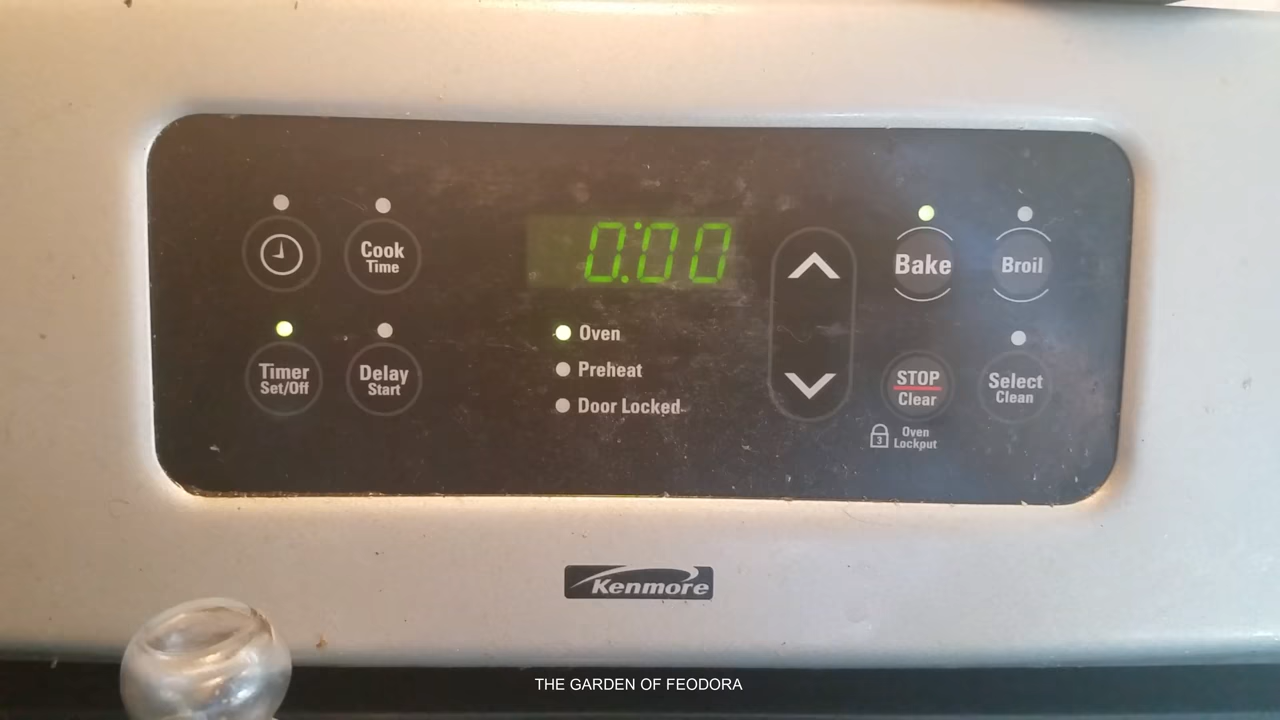 0:00
Cook
Time
Bake
Broil
Oven
Preheat
Door Locked
Timer
Set/Off
Delay
Start
STOP
Clear
Select
Clean
3
Oven
Lockout
Kenmore
THE GARDEN OF FEODORA